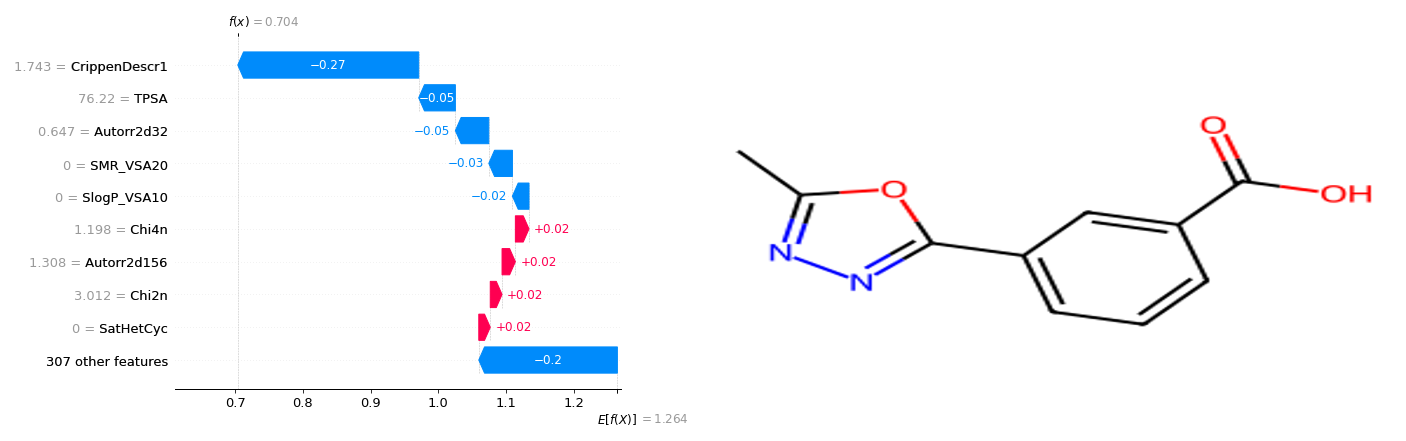 f(x) = 0.704
1.743 = CrippenDescr1
−0.27
76.22 = TPSA
−0.05
0.647 = Autorr2d32
−0.05
0 = SMR_VSA20
−0.03
0 = SlogP_VSA10
−0.02
1.198 = Chi4n
+0.02
1.308 = Autorr2d156
+0.02
3.012 = Chi2n
+0.02
0 = SatHetCyc
+0.02
307 other features
−0.2
0.7 0.8 0.9 1.0 1.1 1.2
E[f(X)] = 1.264
O
O
OH
N
N